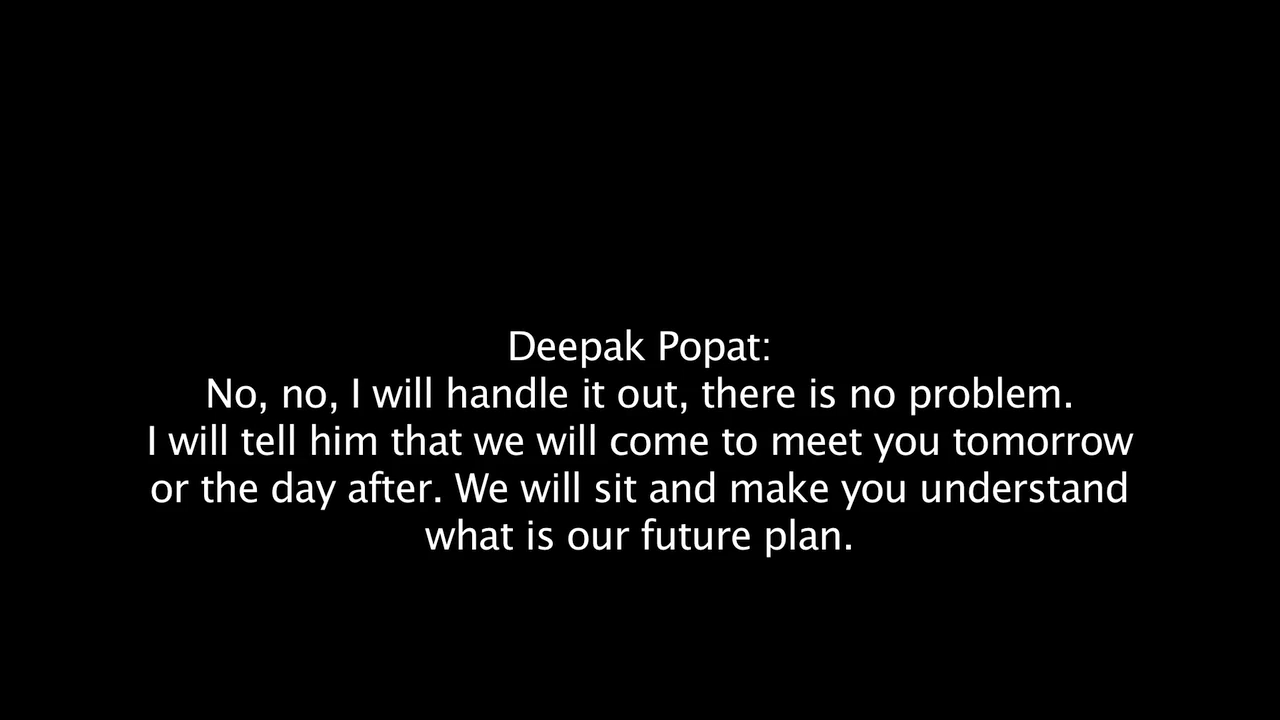 Deepak Popat:
No, no, I will handle it out, there is no problem.
I will tell him that we will come to meet you tomorrow
or the day after. We will sit and make you understand
what is our future plan.